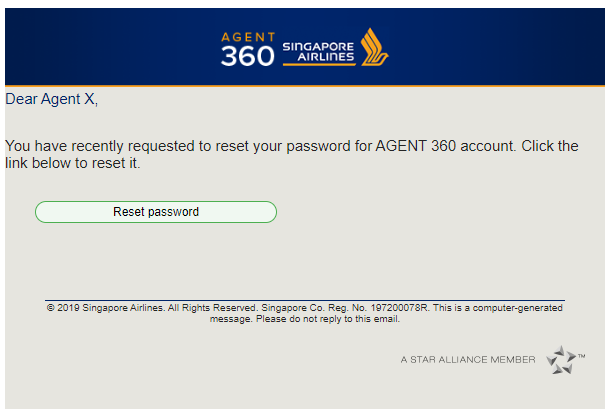 AGENT
360
SINGAPORE
AIRLINES
Dear Agent X,
You have recently requested to reset your password for AGENT 360 account. Click the
link below to reset it.
Reset password
© 2019 Singapore Airlines. All Rights Reserved. Singapore Co. Reg. No. 197200078R. This is a computer-generated
message. Please do not reply to this email.
A STAR ALLIANCE MEMBER ™